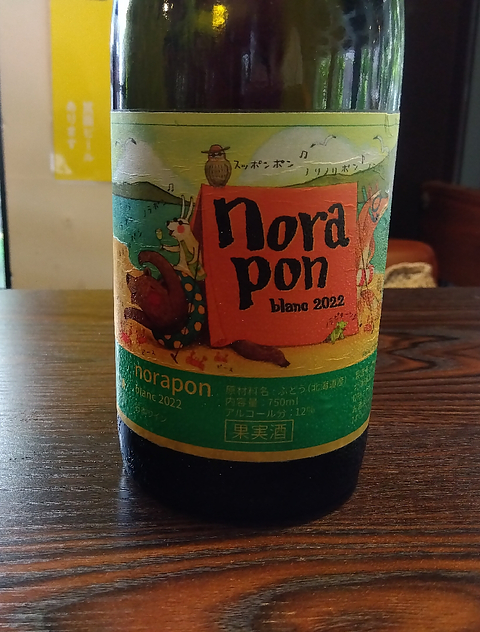 スッポンポン
ノリノリポンポン
nora
pon
blanc 2022
norapon
blanc 2022
原材料名：ぶどう(北海道産)
内容量：750ml
アルコール分：12%
果実酒